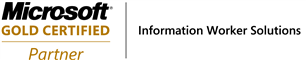 Microsoft
GOLD CERTIFIED
Partner
Information Worker Solutions